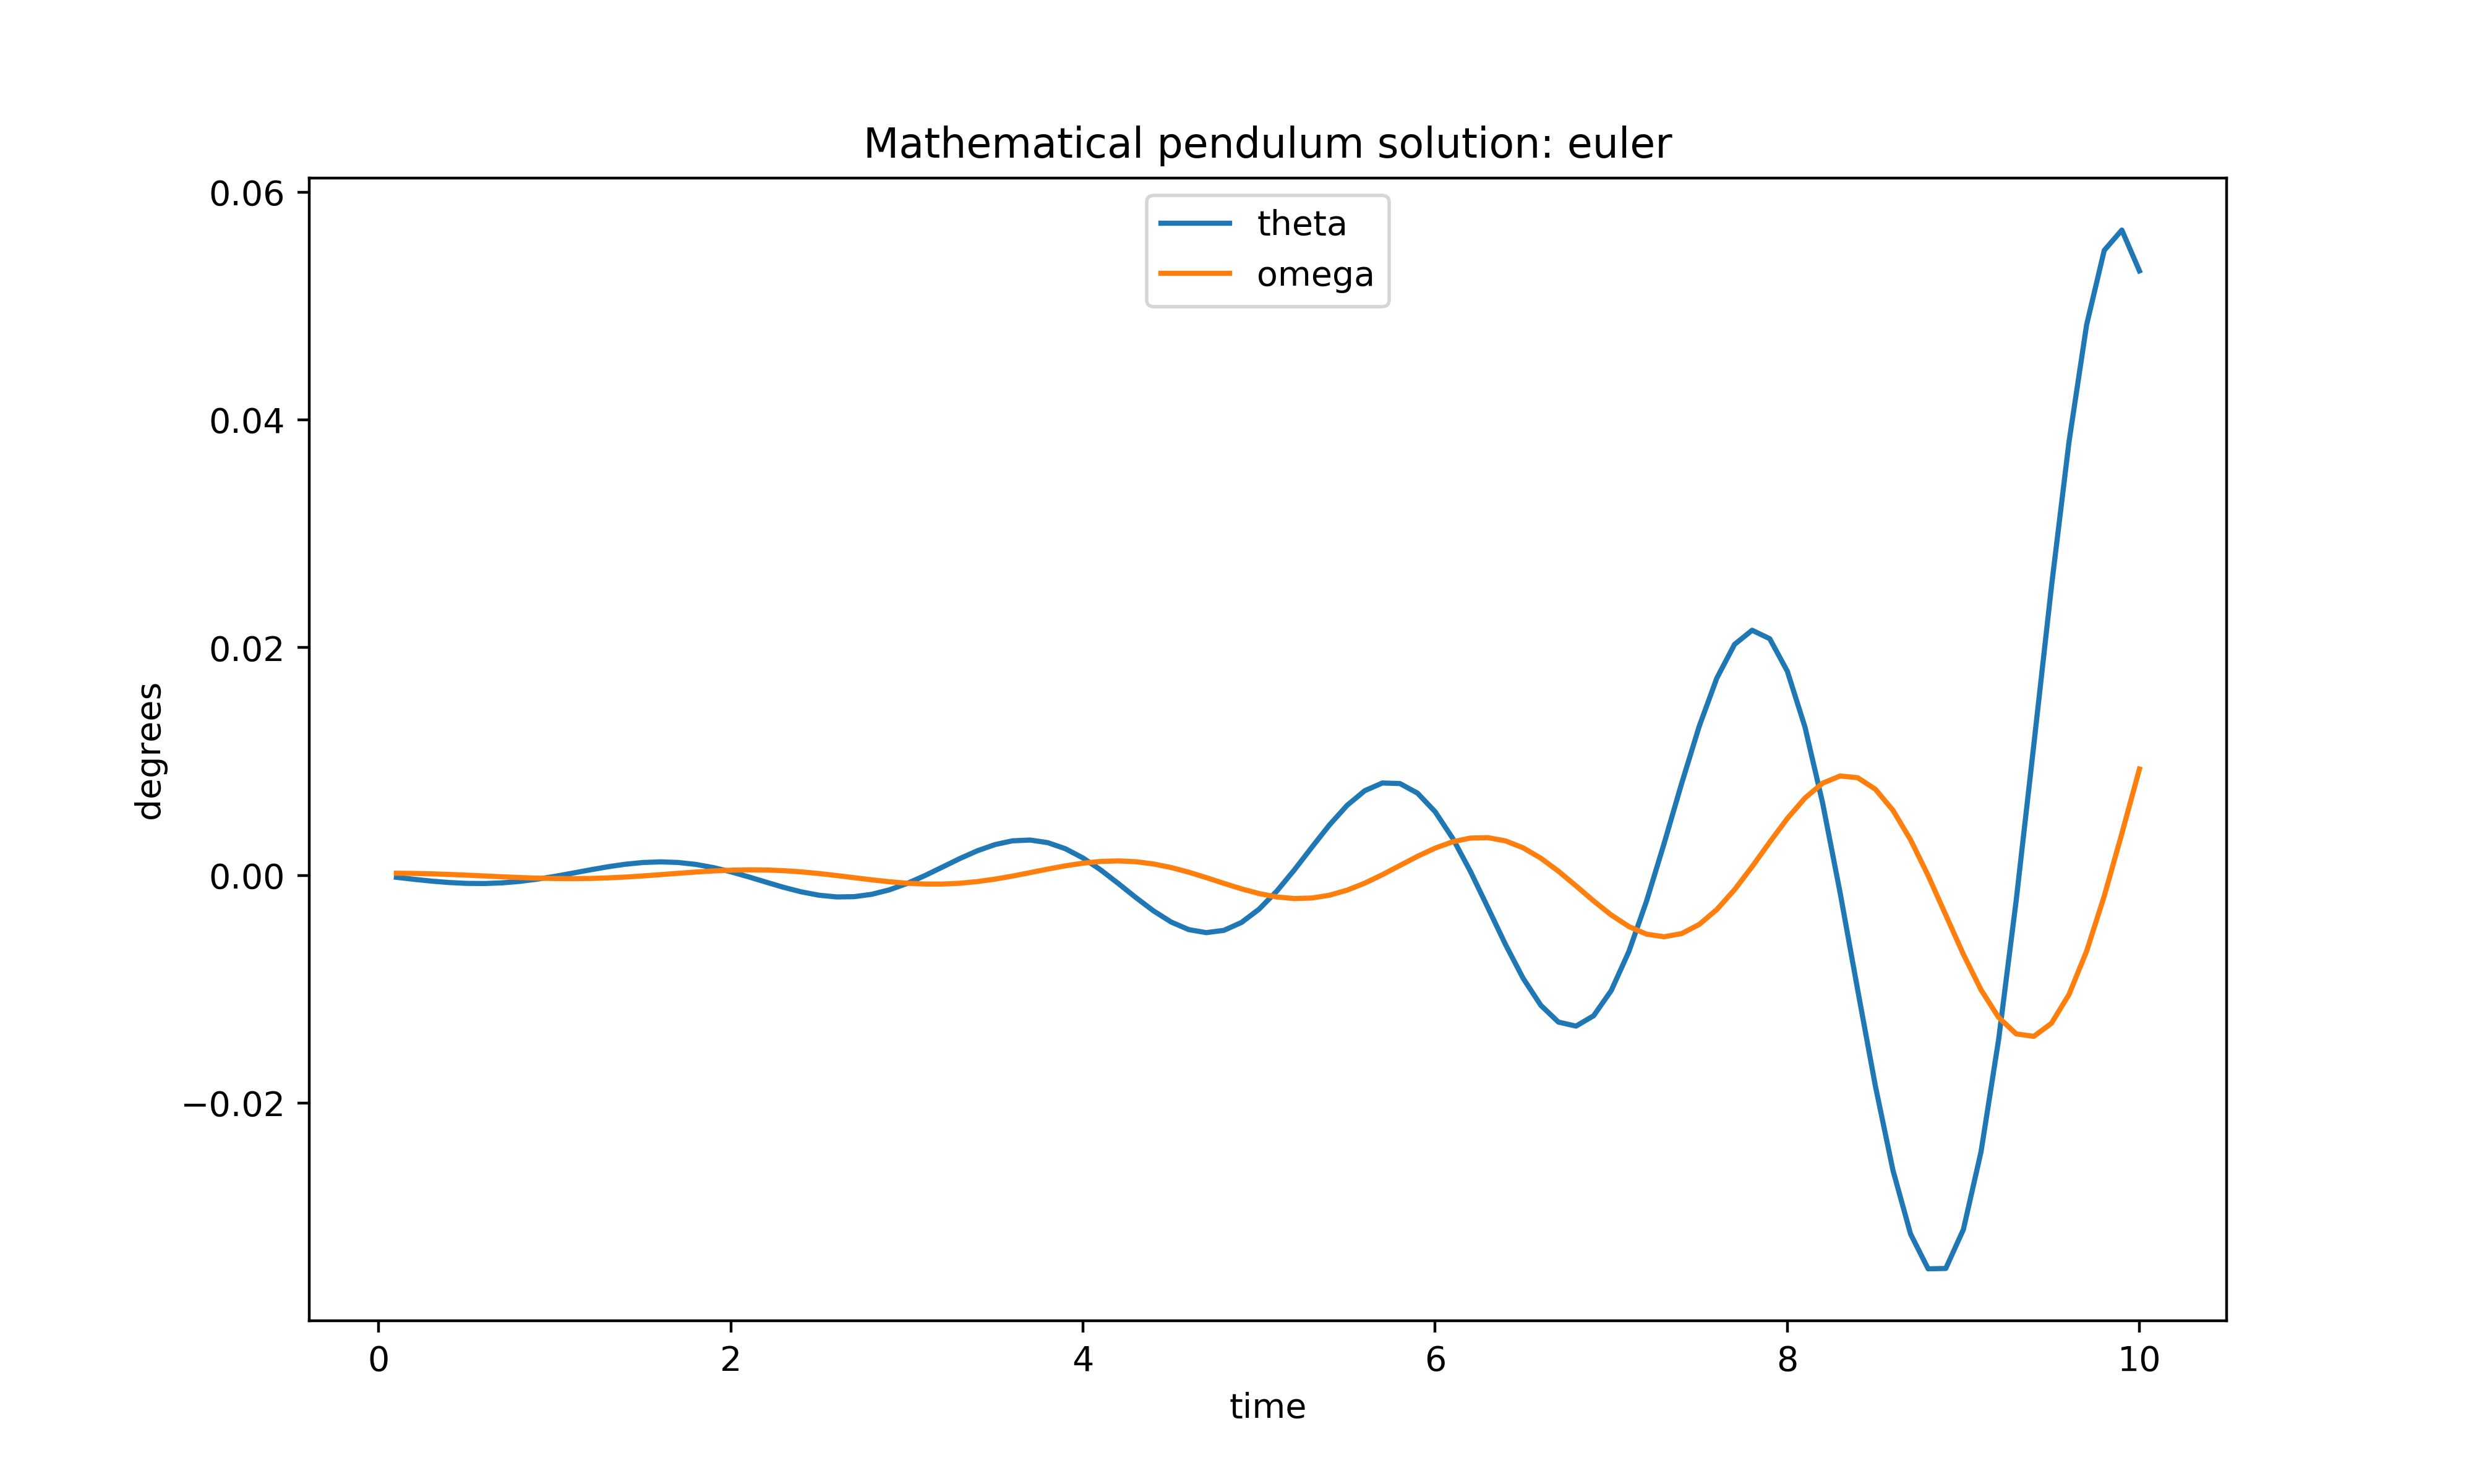 Mathematical pendulum solution: euler
theta
omega
0.06
0.04
0.02
0.00
−0.02
degrees
0 2 4 6 8 10
time